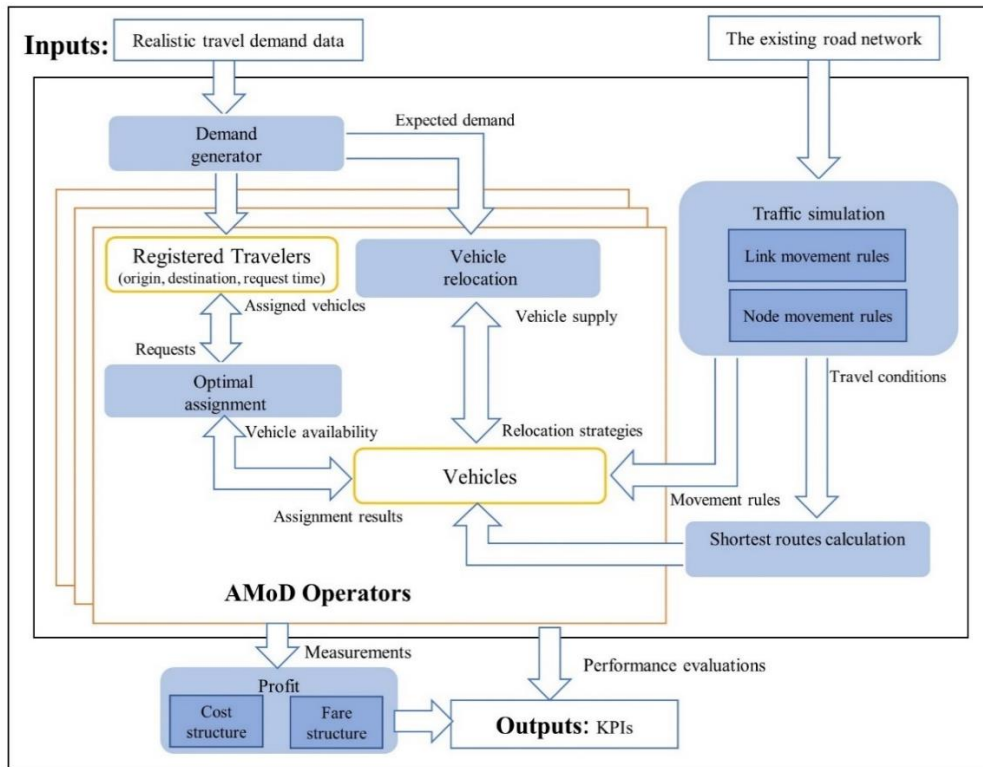 Inputs:
Realistic travel demand data
The existing road network
Demand
generator
Expected demand
Traffic simulation
Link movement rules
Node movement rules
Registered Travelers
(origin, destination, request time)
Vehicle
relocation
Assigned vehicles
Vehicle supply
Requests
Optimal
assignment
Travel conditions
Vehicle availability
Relocation strategies
Vehicles
Movement rules
Assignment results
Shortest routes calculation
AMoD Operators
Measurements
Performance evaluations
Profit
Cost
structure
Fare
structure
Outputs: KPIs